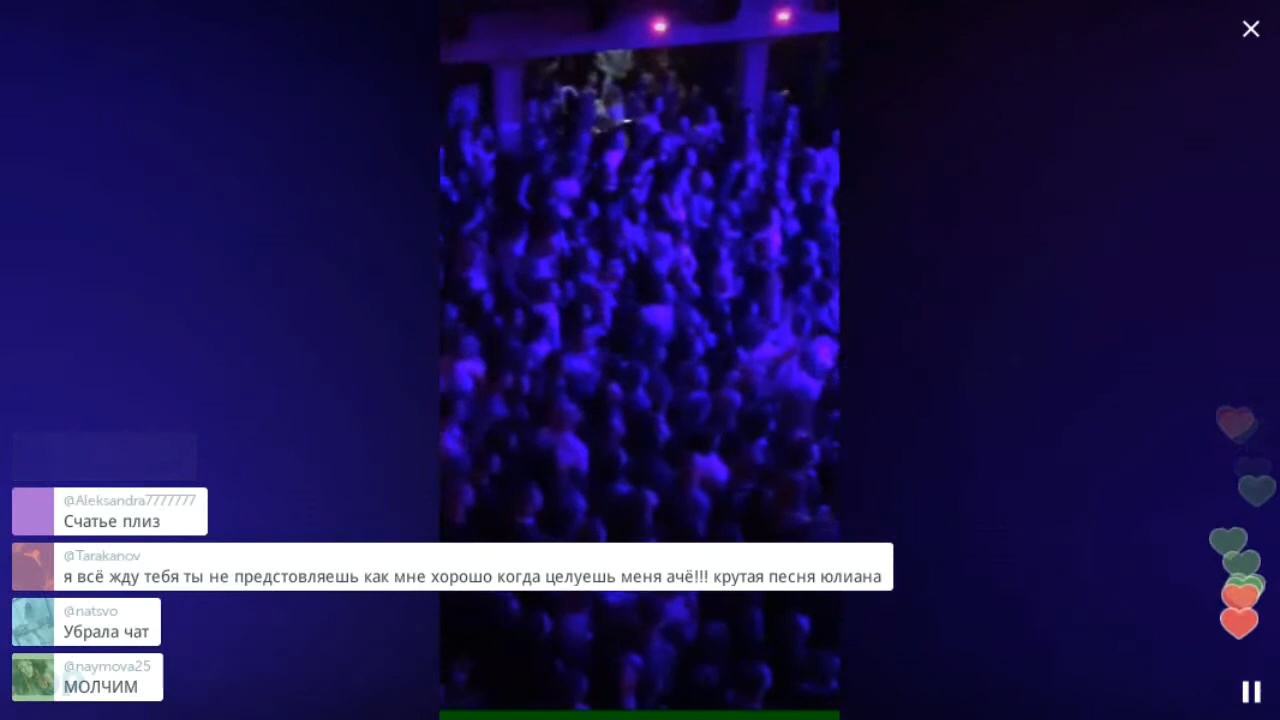 @Aleksandra7777777
Счатье плиз
@Tarakanov
я всё жду тебя ты не предстовляешь как мне хорошо когда целуешь меня ачё!!! крутая песня юлиана
@natsvo
Убрала чат
@naymova25
МОЛЧИМ